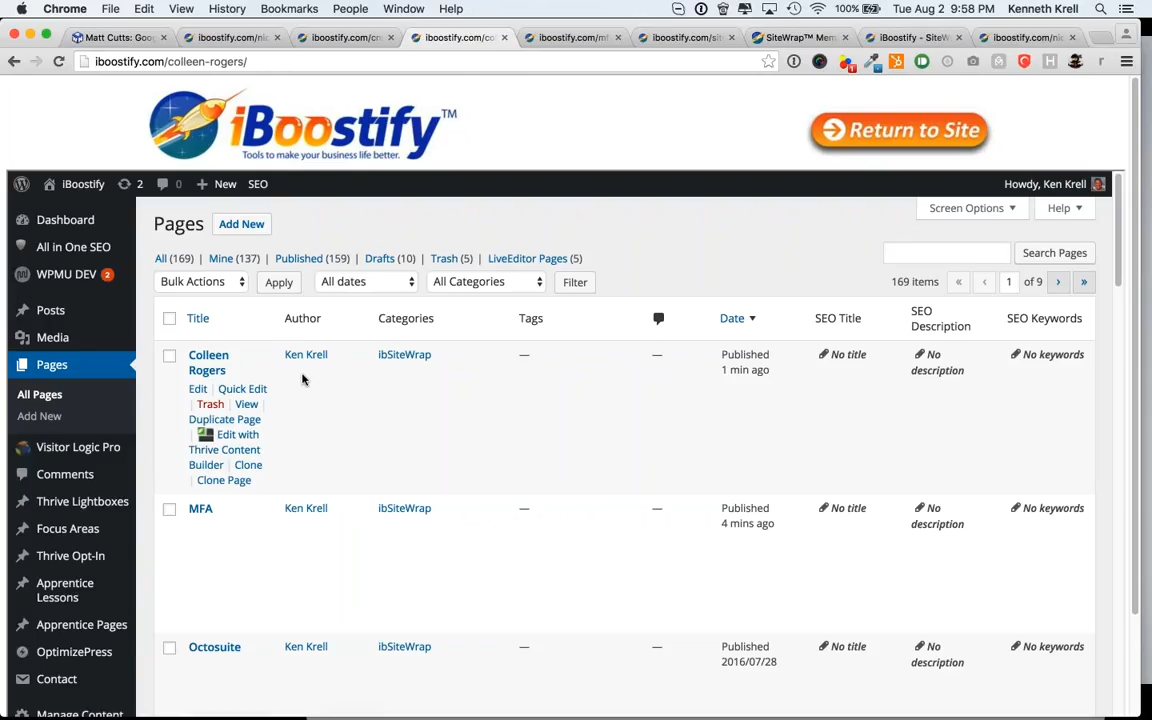 Chrome File Edit View History Bookmarks People Window Help 100% Tue Aug 2 9:58 PM Kenneth Krell
Matt Cutts: Goo iboostify.com/nic iboostify.com/cn iboostify.com/col iboostify.com/mf iboostify.com/sit SiteWrap™ Mem iBoostify - SiteW iboostify.com/nic
iboostify.com/colleen-rogers/
iBoostify™
Tools to make your business life better.
Return to Site
iBoostify 2 0 New SEO Howdy, Ken Krell
Dashboard
All in One SEO
WPMU DEV 2
Posts
Media
Pages
All Pages
Add New
Visitor Logic Pro
Comments
Thrive Lightboxes
Focus Areas
Thrive Opt-In
Apprentice
Lessons
Apprentice Pages
OptimizePress
Contact
Manage Content
Screen Options Help
Pages Add New
All (169) Mine (137) Published (159) Drafts (10) Trash (5) LiveEditor Pages (5)
Search Pages
Bulk Actions Apply All dates All Categories Filter 169 items « ‹ 1 of 9 › »
Title Author Categories Tags Date SEO Title SEO Description SEO Keywords
Colleen Rogers Ken Krell ibSiteWrap — — Published 1 min ago No title No description No keywords
Edit | Quick Edit |
Trash | View |
Duplicate Page
| Edit with
Thrive Content
Builder | Clone |
Clone Page
MFA Ken Krell ibSiteWrap — — Published 4 mins ago No title No description No keywords
Octosuite Ken Krell ibSiteWrap — — Published 2016/07/28 No title No description No keywords